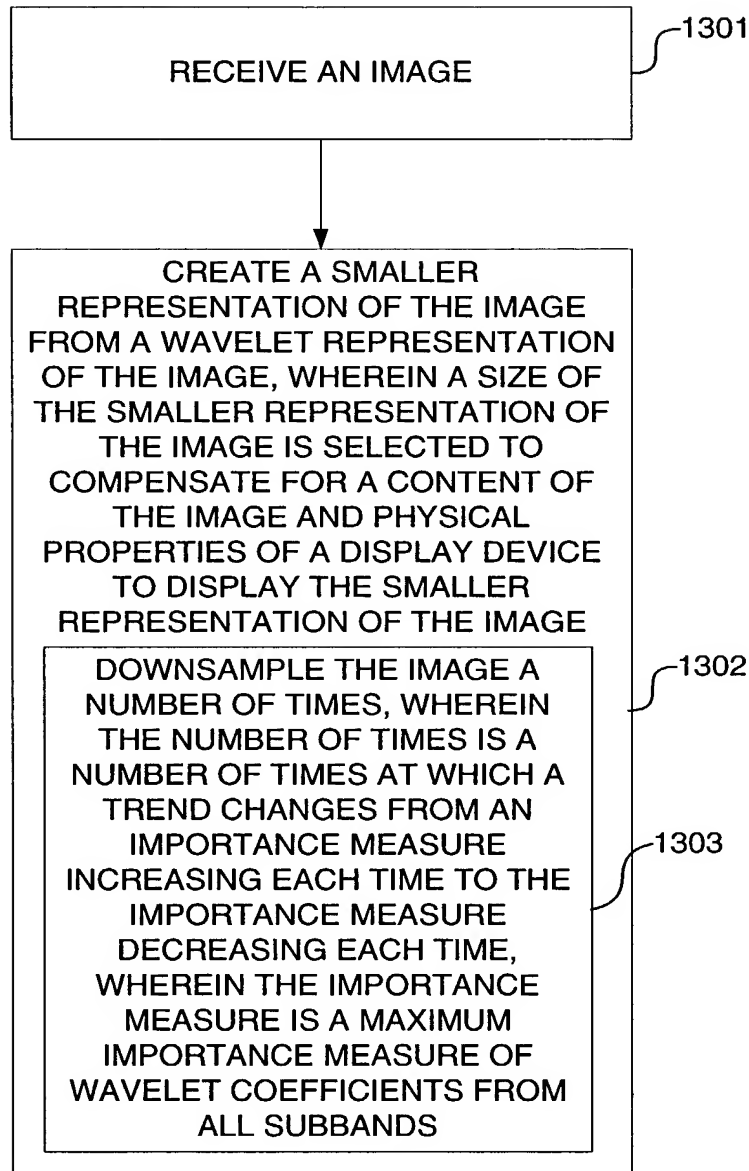 RECEIVE AN IMAGE
1301
CREATE A SMALLER
REPRESENTATION OF THE IMAGE
FROM A WAVELET REPRESENTATION
OF THE IMAGE, WHEREIN A SIZE OF
THE SMALLER REPRESENTATION OF
THE IMAGE IS SELECTED TO
COMPENSATE FOR A CONTENT OF
THE IMAGE AND PHYSICAL
PROPERTIES OF A DISPLAY DEVICE
TO DISPLAY THE SMALLER
REPRESENTATION OF THE IMAGE
1302
DOWNSAMPLE THE IMAGE A
NUMBER OF TIMES, WHEREIN
THE NUMBER OF TIMES IS A
NUMBER OF TIMES AT WHICH A
TREND CHANGES FROM AN
IMPORTANCE MEASURE
INCREASING EACH TIME TO THE
IMPORTANCE MEASURE
DECREASING EACH TIME,
WHEREIN THE IMPORTANCE
MEASURE IS A MAXIMUM
IMPORTANCE MEASURE OF
WAVELET COEFFICIENTS FROM
ALL SUBBANDS
1303